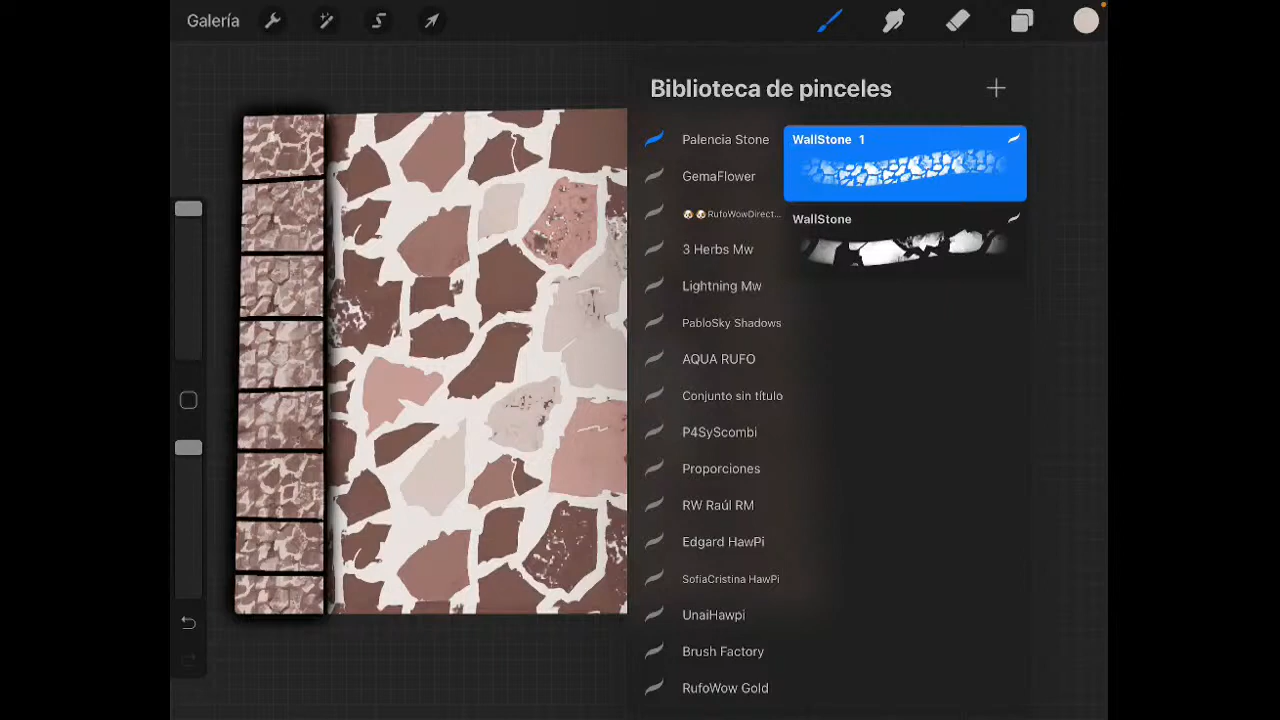 Galería
Biblioteca de pinceles
Palencia Stone
GemaFlower
🐶🐶RufoWowDirect...
3 Herbs Mw
Lightning Mw
PabloSky Shadows
AQUA RUFO
Conjunto sin título
P4SyScombi
Proporciones
RW Raúl RM
Edgard HawPi
SofiaCristina HawPi
UnaiHawpi
Brush Factory
RufoWow Gold
WallStone 1
WallStone